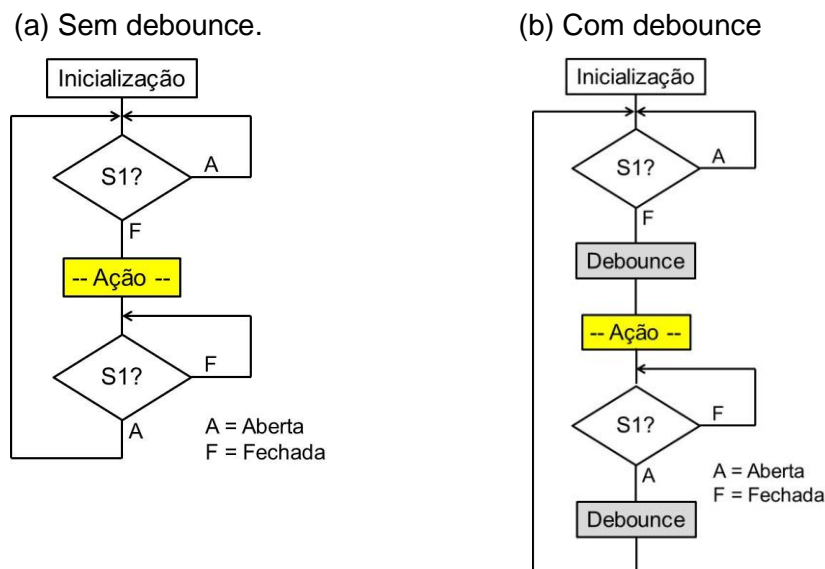 (a) Sem debounce.
Inicialização
S1?
A
F
-- Ação --
S1?
F
A
A = Aberta
F = Fechada
(b) Com debounce
Inicialização
S1?
A
F
Debounce
-- Ação --
S1?
F
A
A = Aberta
F = Fechada
Debounce